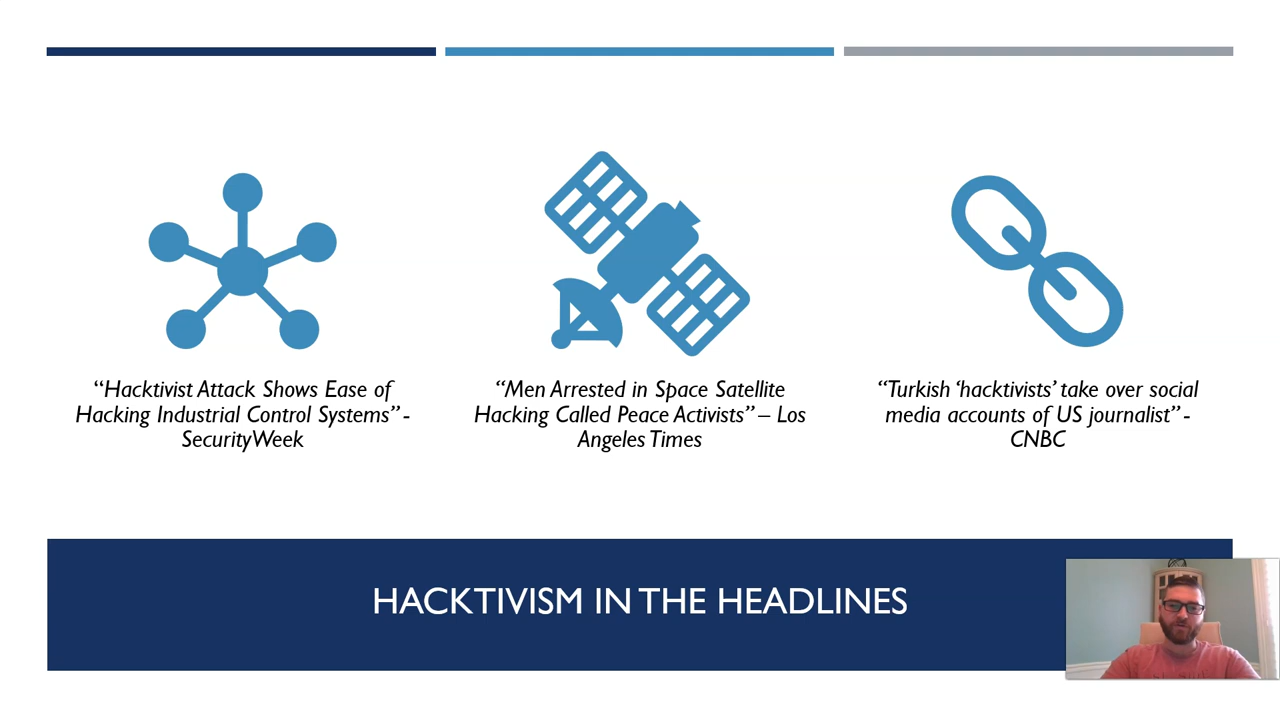 “Hacktivist Attack Shows Ease of
Hacking Industrial Control Systems” -
SecurityWeek
“Men Arrested in Space Satellite
Hacking Called Peace Activists” – Los
Angeles Times
“Turkish ‘hacktivists’ take over social
media accounts of US journalist” -
CNBC
HACKTIVISM IN THE HEADLINES